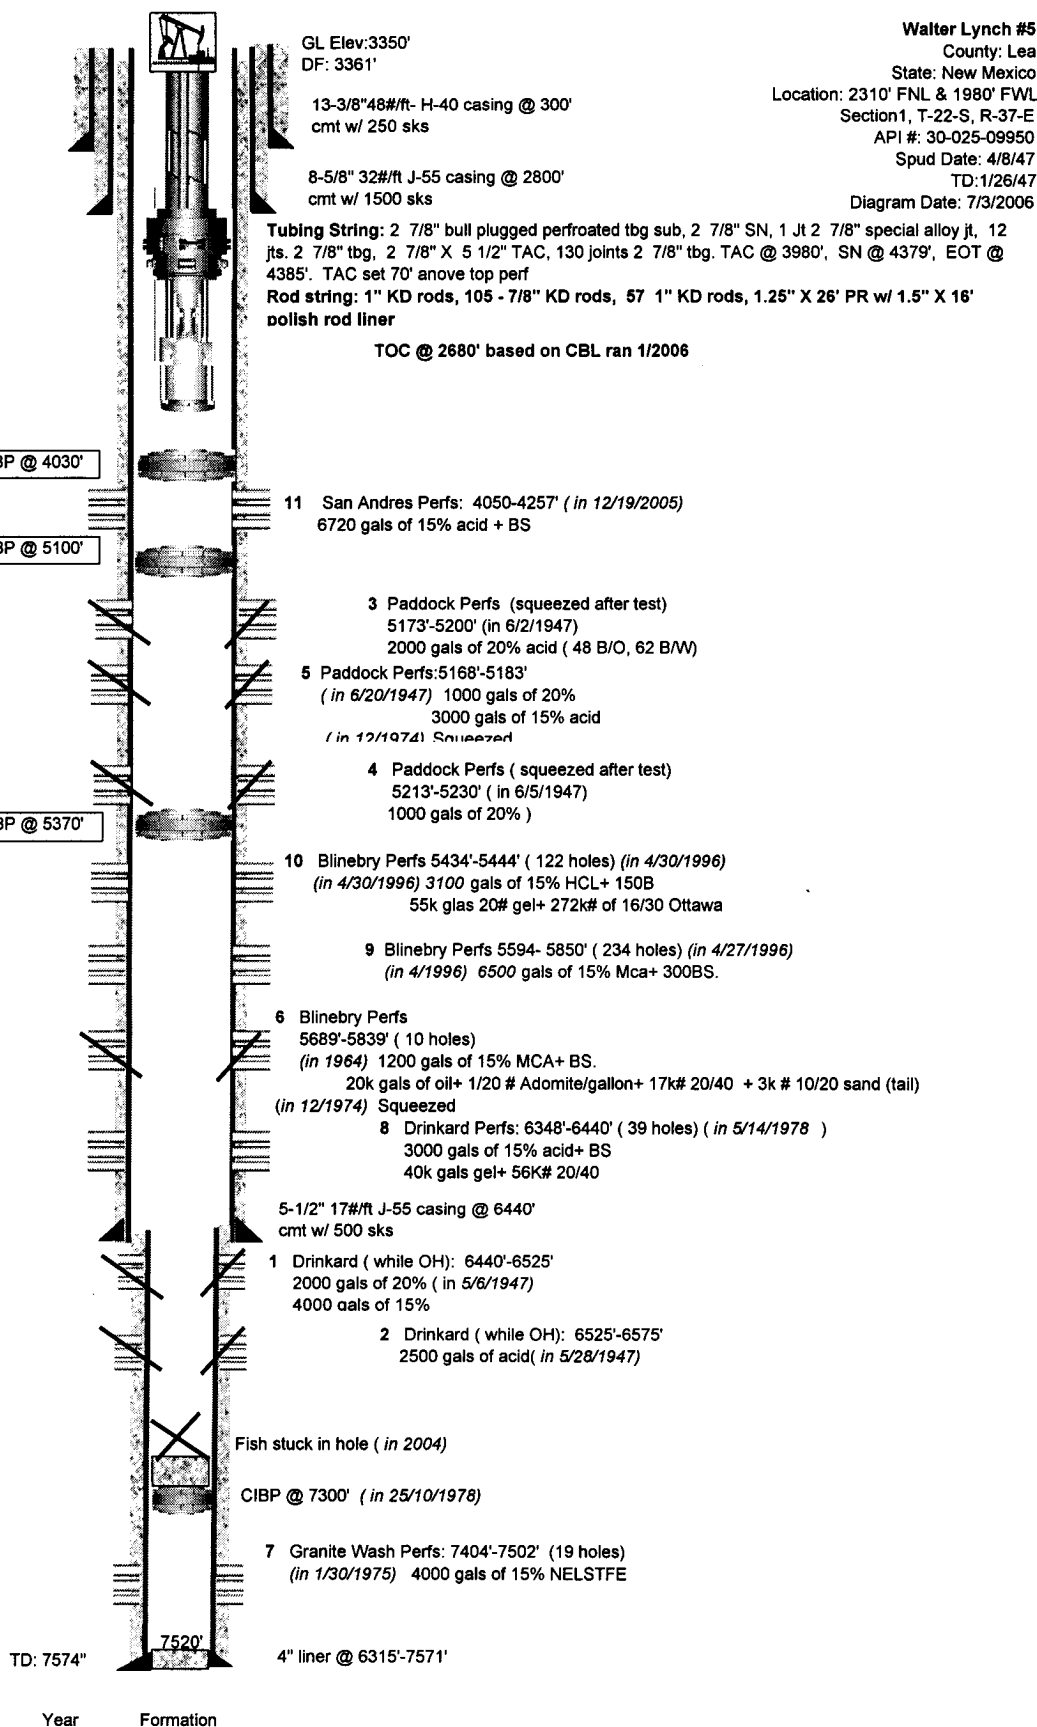 Walter Lynch #5
County: Lea
State: New Mexico
Location: 2310' FNL & 1980' FWL
Section1, T-22-S, R-37-E
API #: 30-025-09950
Spud Date: 4/8/47
TD:1/26/47
Diagram Date: 7/3/2006
GL Elev:3350'
DF: 3361'
13-3/8"48#/ft- H-40 casing @ 300'
cmt w/ 250 sks
8-5/8" 32#/ft J-55 casing @ 2800'
cmt w/ 1500 sks
Tubing String: 2 7/8" bull plugged perfroated tbg sub, 2 7/8" SN, 1 Jt 2 7/8" special alloy jt, 12
jts. 2 7/8" tbg, 2 7/8" X 5 1/2" TAC, 130 joints 2 7/8" tbg. TAC @ 3980', SN @ 4379', EOT @
4385'. TAC set 70' anove top perf
Rod string: 1" KD rods, 105 - 7/8" KD rods, 57 1" KD rods, 1.25" X 26' PR w/ 1.5" X 16'
polish rod liner
TOC @ 2680' based on CBL ran 1/2006
BP @ 4030'
11 San Andres Perfs: 4050-4257' ( in 12/19/2005)
6720 gals of 15% acid + BS
BP @ 5100'
3 Paddock Perfs (squeezed after test)
5173'-5200' (in 6/2/1947)
2000 gals of 20% acid ( 48 B/O, 62 B/W)
5 Paddock Perfs:5168'-5183'
( in 6/20/1947) 1000 gals of 20%
3000 gals of 15% acid
( in 12/1974) Squeezed
4 Paddock Perfs ( squeezed after test)
5213'-5230' ( in 6/5/1947)
1000 gals of 20% )
BP @ 5370'
10 Blinebry Perfs 5434'-5444' ( 122 holes) (in 4/30/1996)
(in 4/30/1996) 3100 gals of 15% HCL+ 150B
55k glas 20# gel+ 272k# of 16/30 Ottawa
9 Blinebry Perfs 5594- 5850' ( 234 holes) (in 4/27/1996)
(in 4/1996) 6500 gals of 15% Mca+ 300BS.
6 Blinebry Perfs
5689'-5839' ( 10 holes)
(in 1964) 1200 gals of 15% MCA+ BS.
20k gals of oil+ 1/20 # Adomite/gallon+ 17k# 20/40 + 3k # 10/20 sand (tail)
(in 12/1974) Squeezed
8 Drinkard Perfs: 6348'-6440' ( 39 holes) ( in 5/14/1978 )
3000 gals of 15% acid+ BS
40k gals gel+ 56K# 20/40
5-1/2" 17#/ft J-55 casing @ 6440'
cmt w/ 500 sks
1 Drinkard ( while OH): 6440'-6525'
2000 gals of 20% ( in 5/6/1947)
4000 gals of 15%
2 Drinkard ( while OH): 6525'-6575'
2500 gals of acid( in 5/28/1947)
Fish stuck in hole ( in 2004)
CIBP @ 7300' ( in 25/10/1978)
7 Granite Wash Perfs: 7404'-7502' (19 holes)
(in 1/30/1975) 4000 gals of 15% NELSTFE
7520'
TD: 7574"
4" liner @ 6315'-7571'
Year Formation